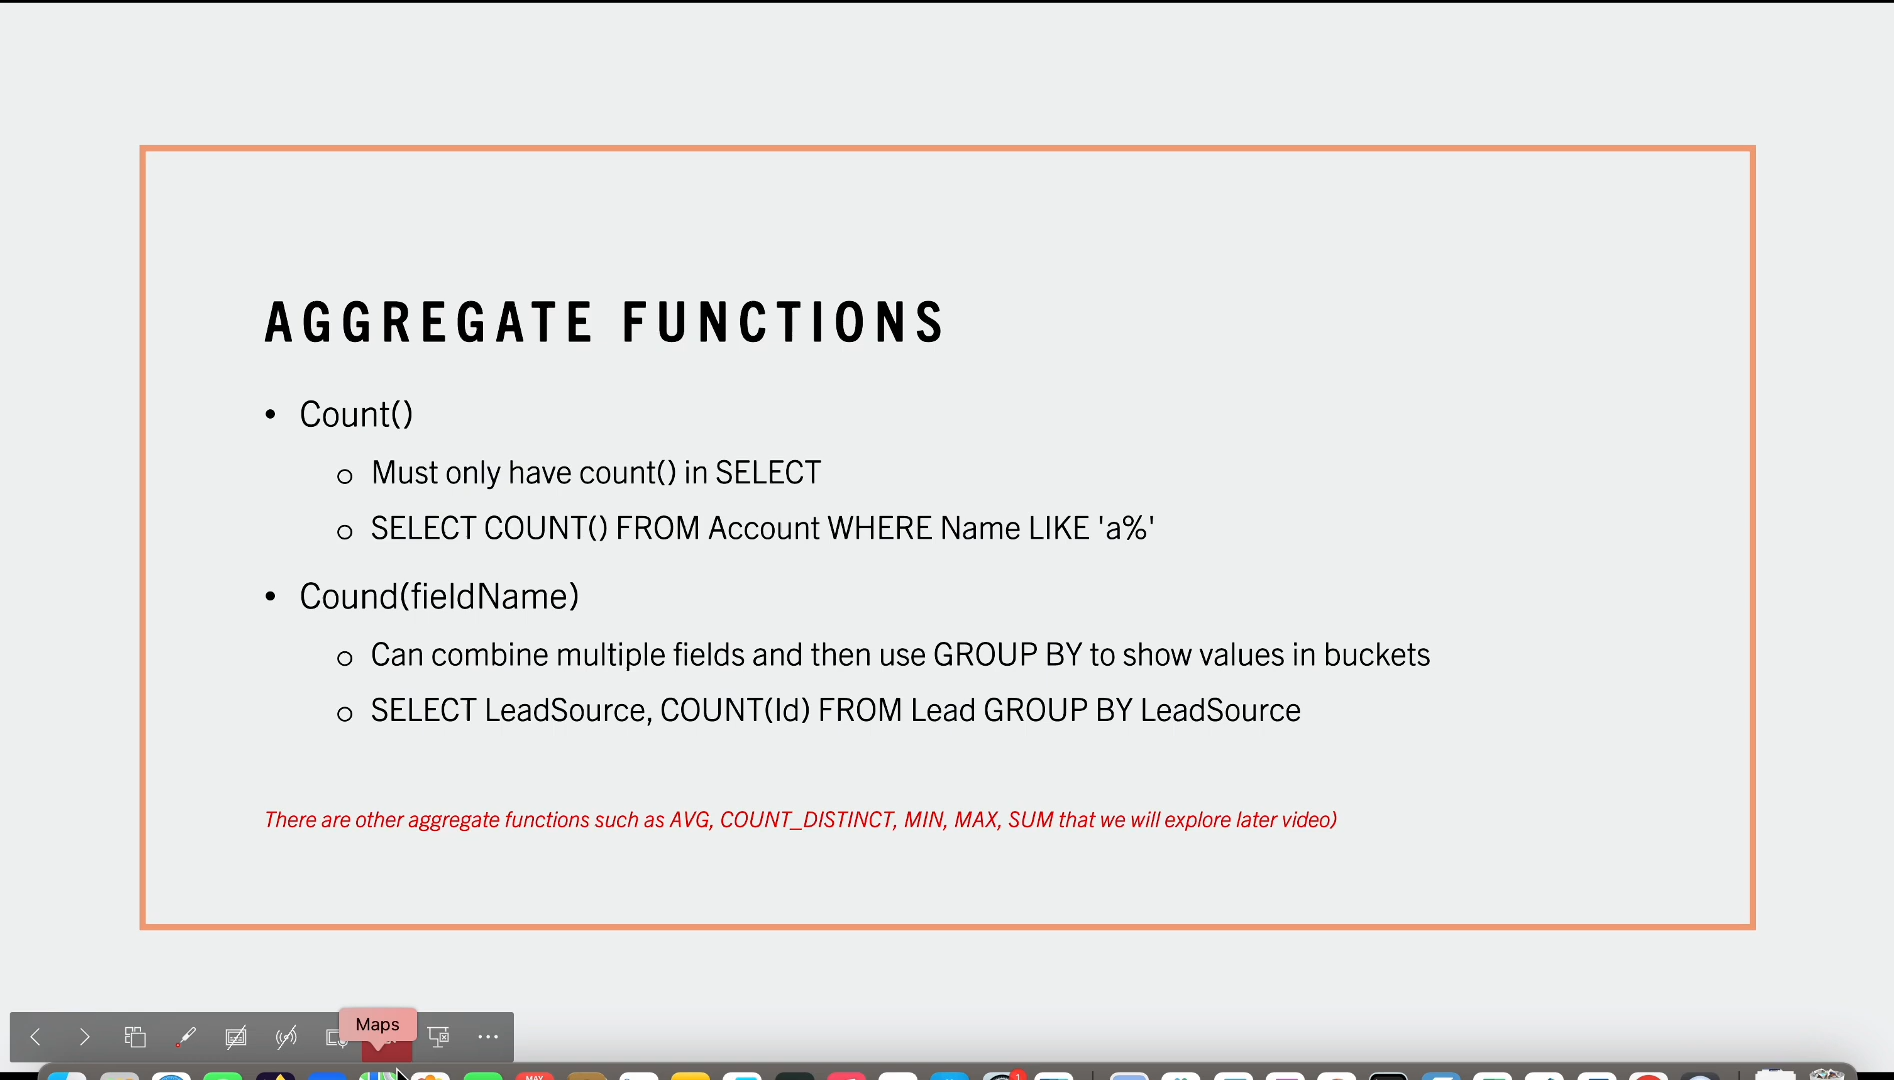 AGGREGATE FUNCTIONS
• Count()
o Must only have count() in SELECT
o SELECT COUNT() FROM Account WHERE Name LIKE 'a%'
• Cound(fieldName)
o Can combine multiple fields and then use GROUP BY to show values in buckets
o SELECT LeadSource, COUNT(Id) FROM Lead GROUP BY LeadSource
There are other aggregate functions such as AVG, COUNT_DISTINCT, MIN, MAX, SUM that we will explore later video)
Maps
MAY
1